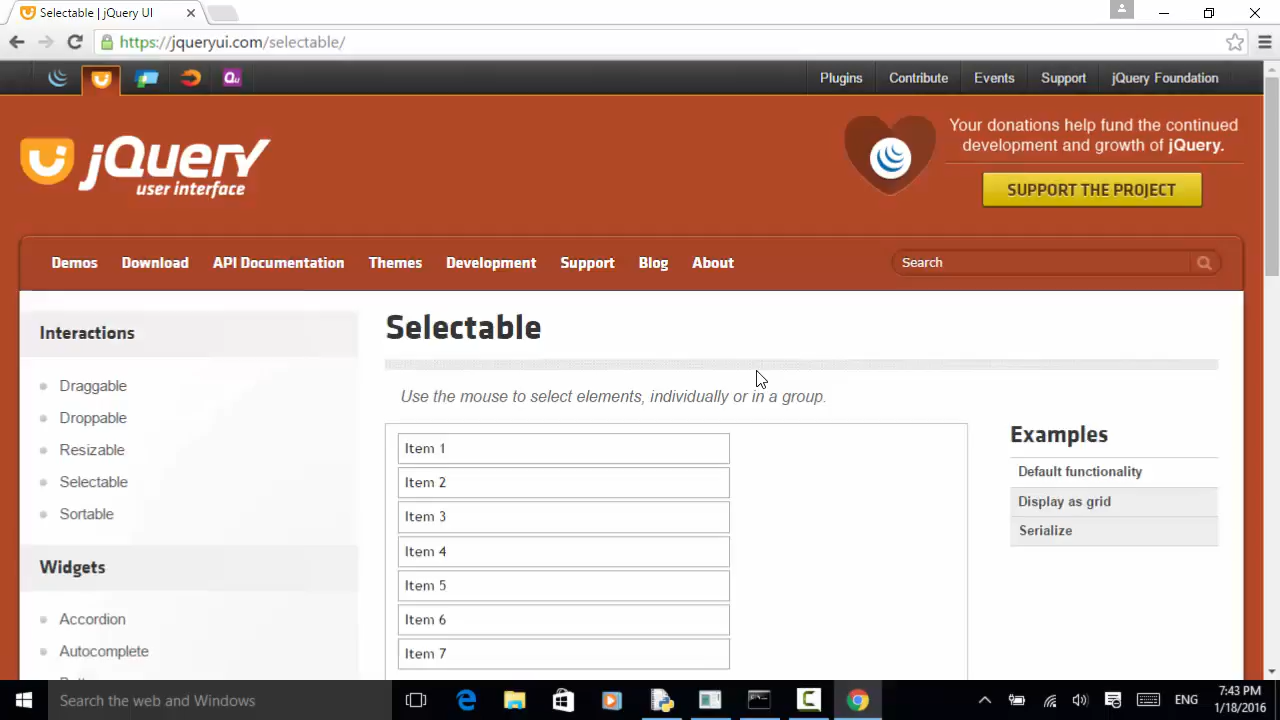 Selectable | jQuery UI
https://jqueryui.com/selectable/
Plugins
Contribute
Events
Support
jQuery Foundation
jQuery
user interface
Your donations help fund the continued
development and growth of jQuery.
SUPPORT THE PROJECT
Demos
Download
API Documentation
Themes
Development
Support
Blog
About
Search
Interactions
Draggable
Droppable
Resizable
Selectable
Sortable
Widgets
Accordion
Autocomplete
Selectable
Use the mouse to select elements, individually or in a group.
Item 1
Item 2
Item 3
Item 4
Item 5
Item 6
Item 7
Examples
Default functionality
Display as grid
Serialize
Search the web and Windows
ENG
7:43 PM
1/18/2016